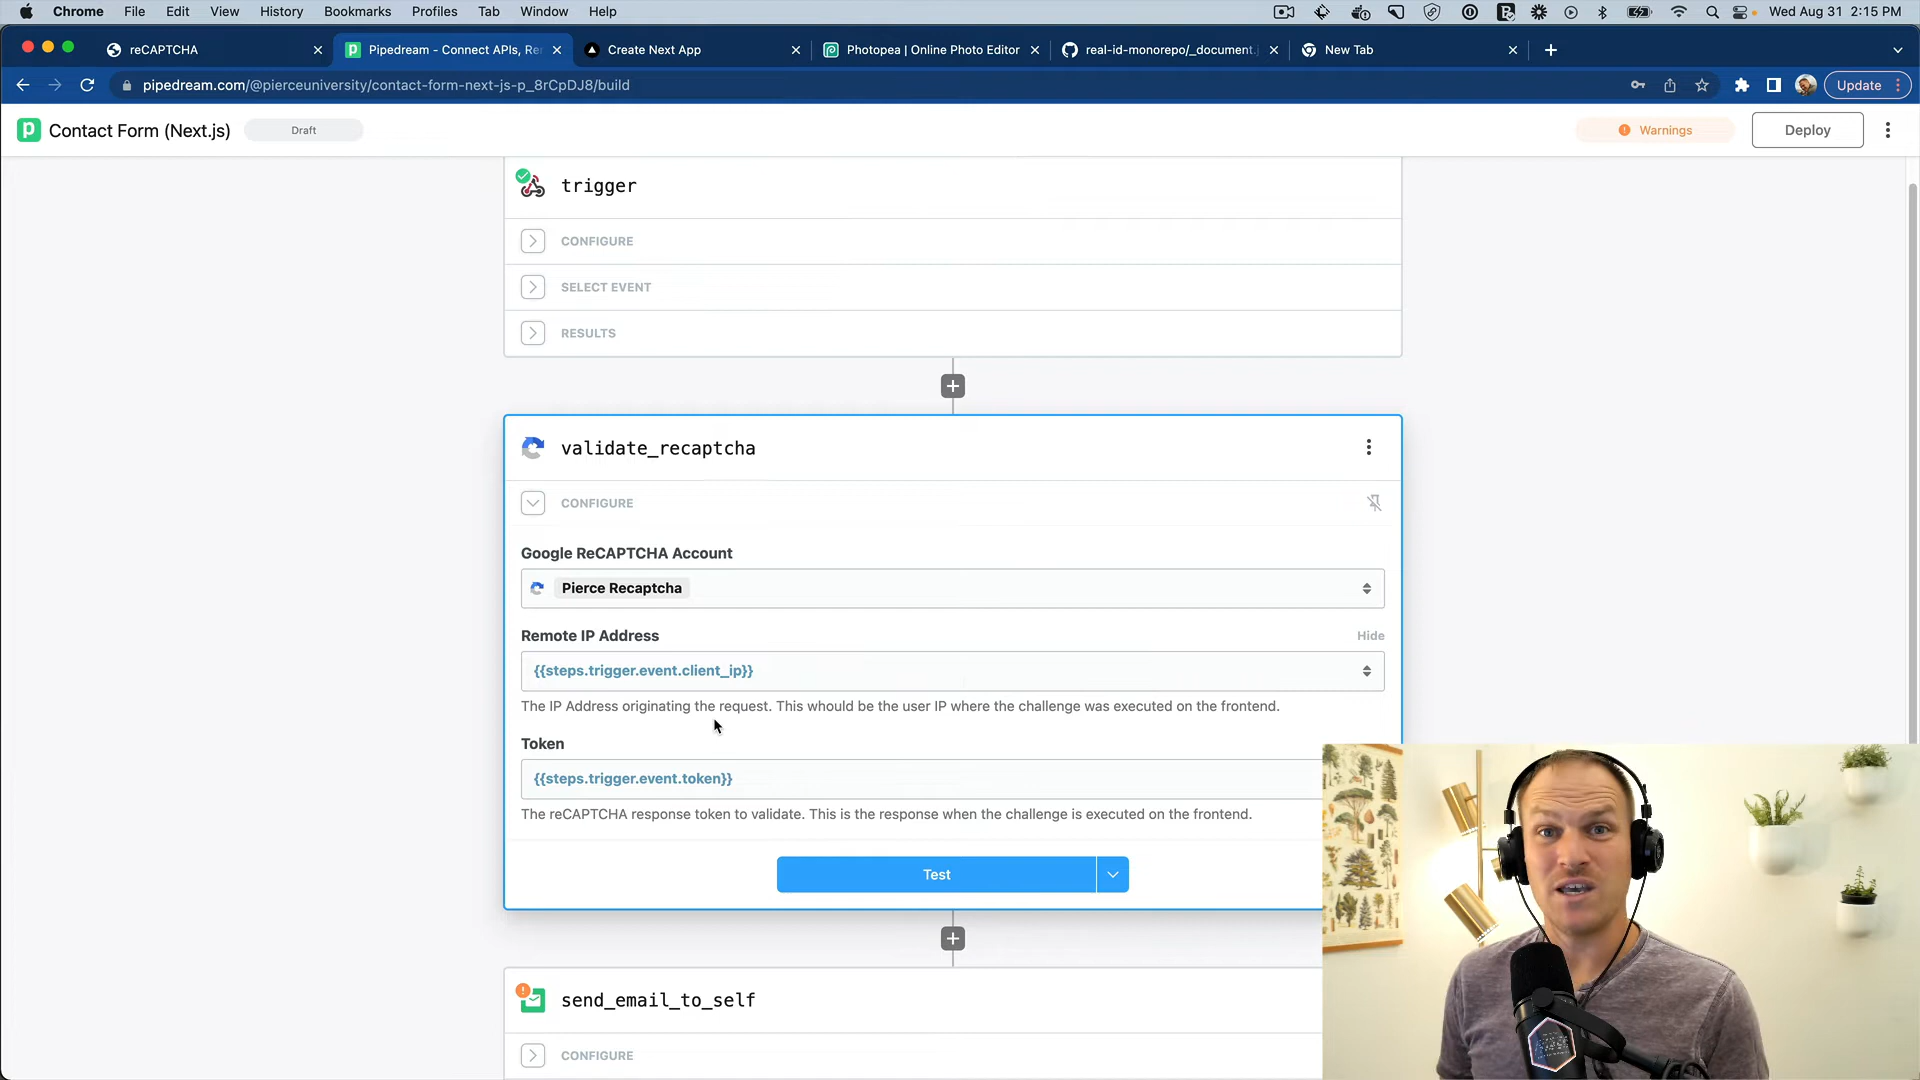 Chrome File Edit View History Bookmarks Profiles Tab Window Help Wed Aug 31 2:15 PM
reCAPTCHA Pipedream - Connect APIs, Re Create Next App Photopea | Online Photo Editor real-id-monorepo/_document. New Tab
pipedream.com/@pierceuniversity/contact-form-next-js-p_8rCpDJ8/build Update
Contact Form (Next.js) Draft Warnings Deploy
trigger
CONFIGURE
SELECT EVENT
RESULTS
validate_recaptcha
CONFIGURE
Google ReCAPTCHA Account
Pierce Recaptcha
Remote IP Address Hide
{{steps.trigger.event.client_ip}}
The IP Address originating the request. This whould be the user IP where the challenge was executed on the frontend.
Token
{{steps.trigger.event.token}}
The reCAPTCHA response token to validate. This is the response when the challenge is executed on the frontend.
Test
send_email_to_self
CONFIGURE